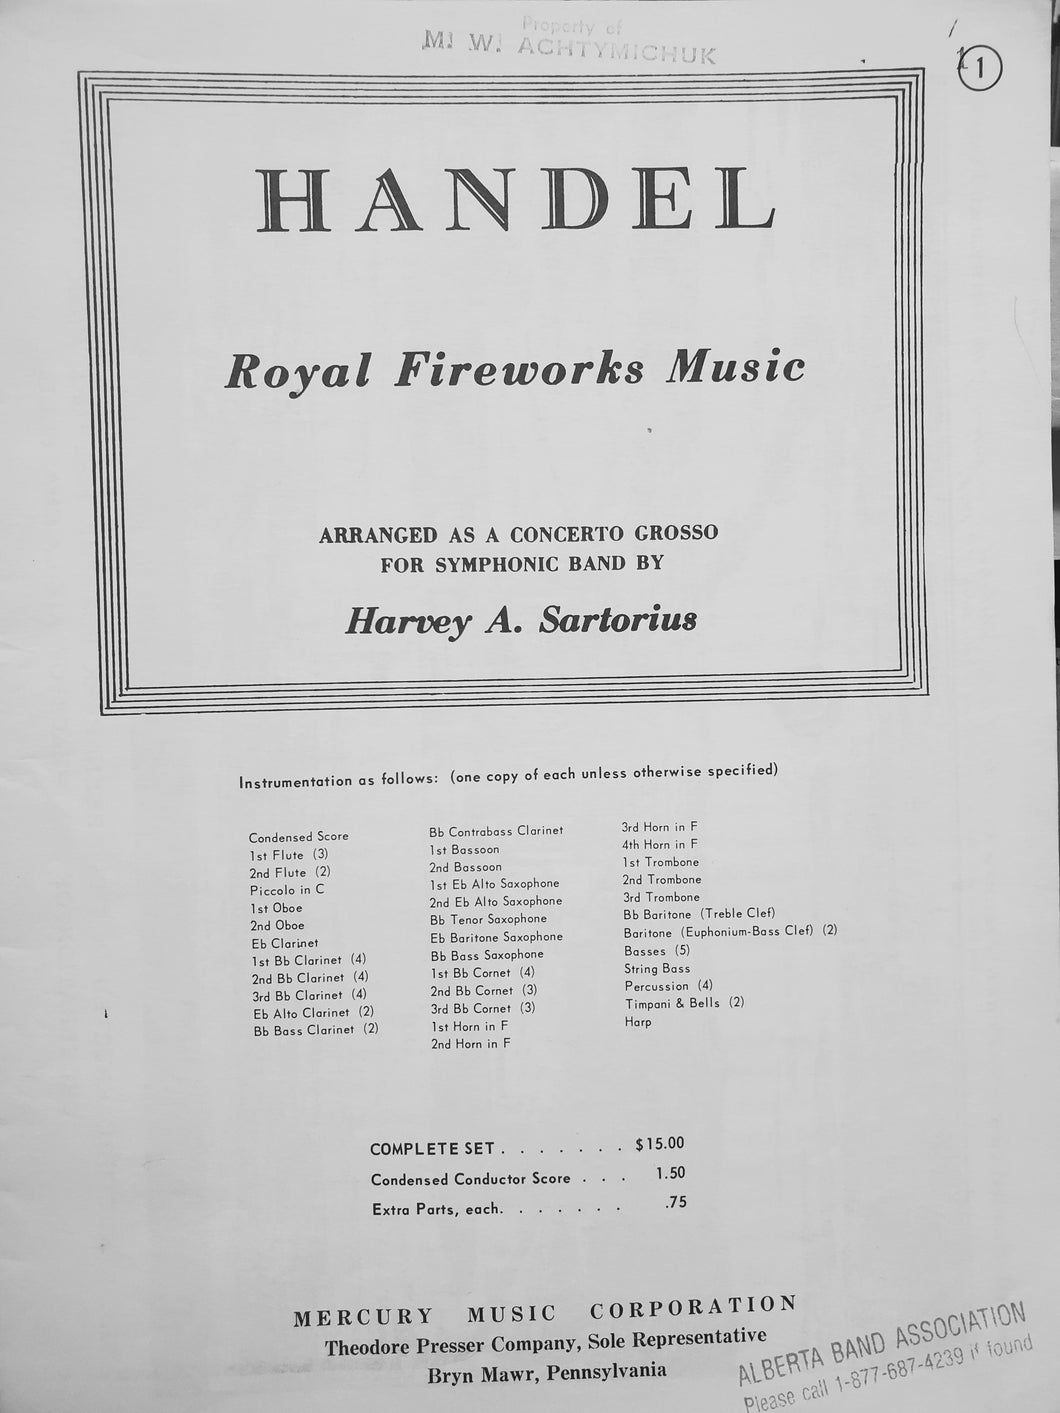 Property of
M. W. ACHTYMICHUK
1
HANDEL
Royal Fireworks Music
ARRANGED AS A CONCERTO GROSSO
FOR SYMPHONIC BAND BY
Harvey A. Sartorius
Instrumentation as follows: (one copy of each unless otherwise specified)
Condensed Score
1st Flute (3)
2nd Flute (2)
Piccolo in C
1st Oboe
2nd Oboe
Eb Clarinet
1st Bb Clarinet (4)
2nd Bb Clarinet (4)
3rd Bb Clarinet (4)
Eb Alto Clarinet (2)
Bb Bass Clarinet (2)
Bb Contrabass Clarinet
1st Bassoon
2nd Bassoon
1st Eb Alto Saxophone
2nd Eb Alto Saxophone
Bb Tenor Saxophone
Eb Baritone Saxophone
Bb Bass Saxophone
1st Bb Cornet (4)
2nd Bb Cornet (3)
3rd Bb Cornet (3)
1st Horn in F
2nd Horn in F
3rd Horn in F
4th Horn in F
1st Trombone
2nd Trombone
3rd Trombone
Bb Baritone (Treble Clef)
Baritone (Euphonium-Bass Clef) (2)
Basses (5)
String Bass
Percussion (4)
Timpani & Bells (2)
Harp
COMPLETE SET . . . . . . . $15.00
Condensed Conductor Score . . . 1.50
Extra Parts, each. . . . . . . .75
MERCURY MUSIC CORPORATION
Theodore Presser Company, Sole Representative
Bryn Mawr, Pennsylvania
ALBERTA BAND ASSOCIATION
Please call 1-877-687-4239 if found